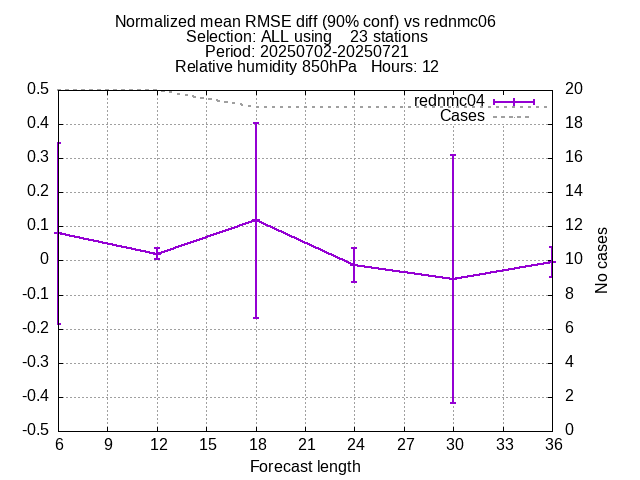 Normalized mean RMSE diff (90% conf) vs rednmc06
Selection: ALL using    23 stations
Period: 20250702-20250721
Relative humidity 850hPa   Hours: 12
0.5
0.4
0.3
0.2
0.1
0
-0.1
-0.2
-0.3
-0.4
-0.5
rednmc04
Cases
20
18
16
14
12
10
8
6
4
2
0
No cases
6 9 12 15 18 21 24 27 30 33 36
Forecast length